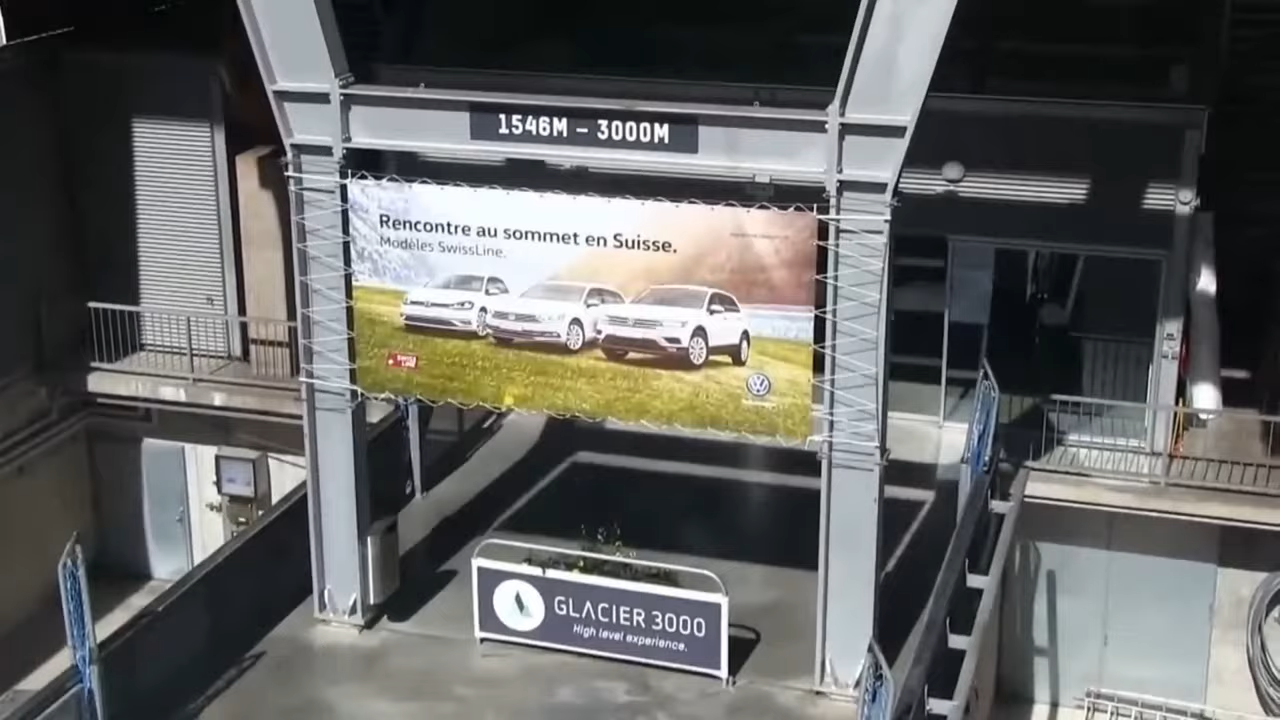 1546M – 3000M
Rencontre au sommet en Suisse.
Modèles SwissLine.
GLACIER 3000
High level experience.